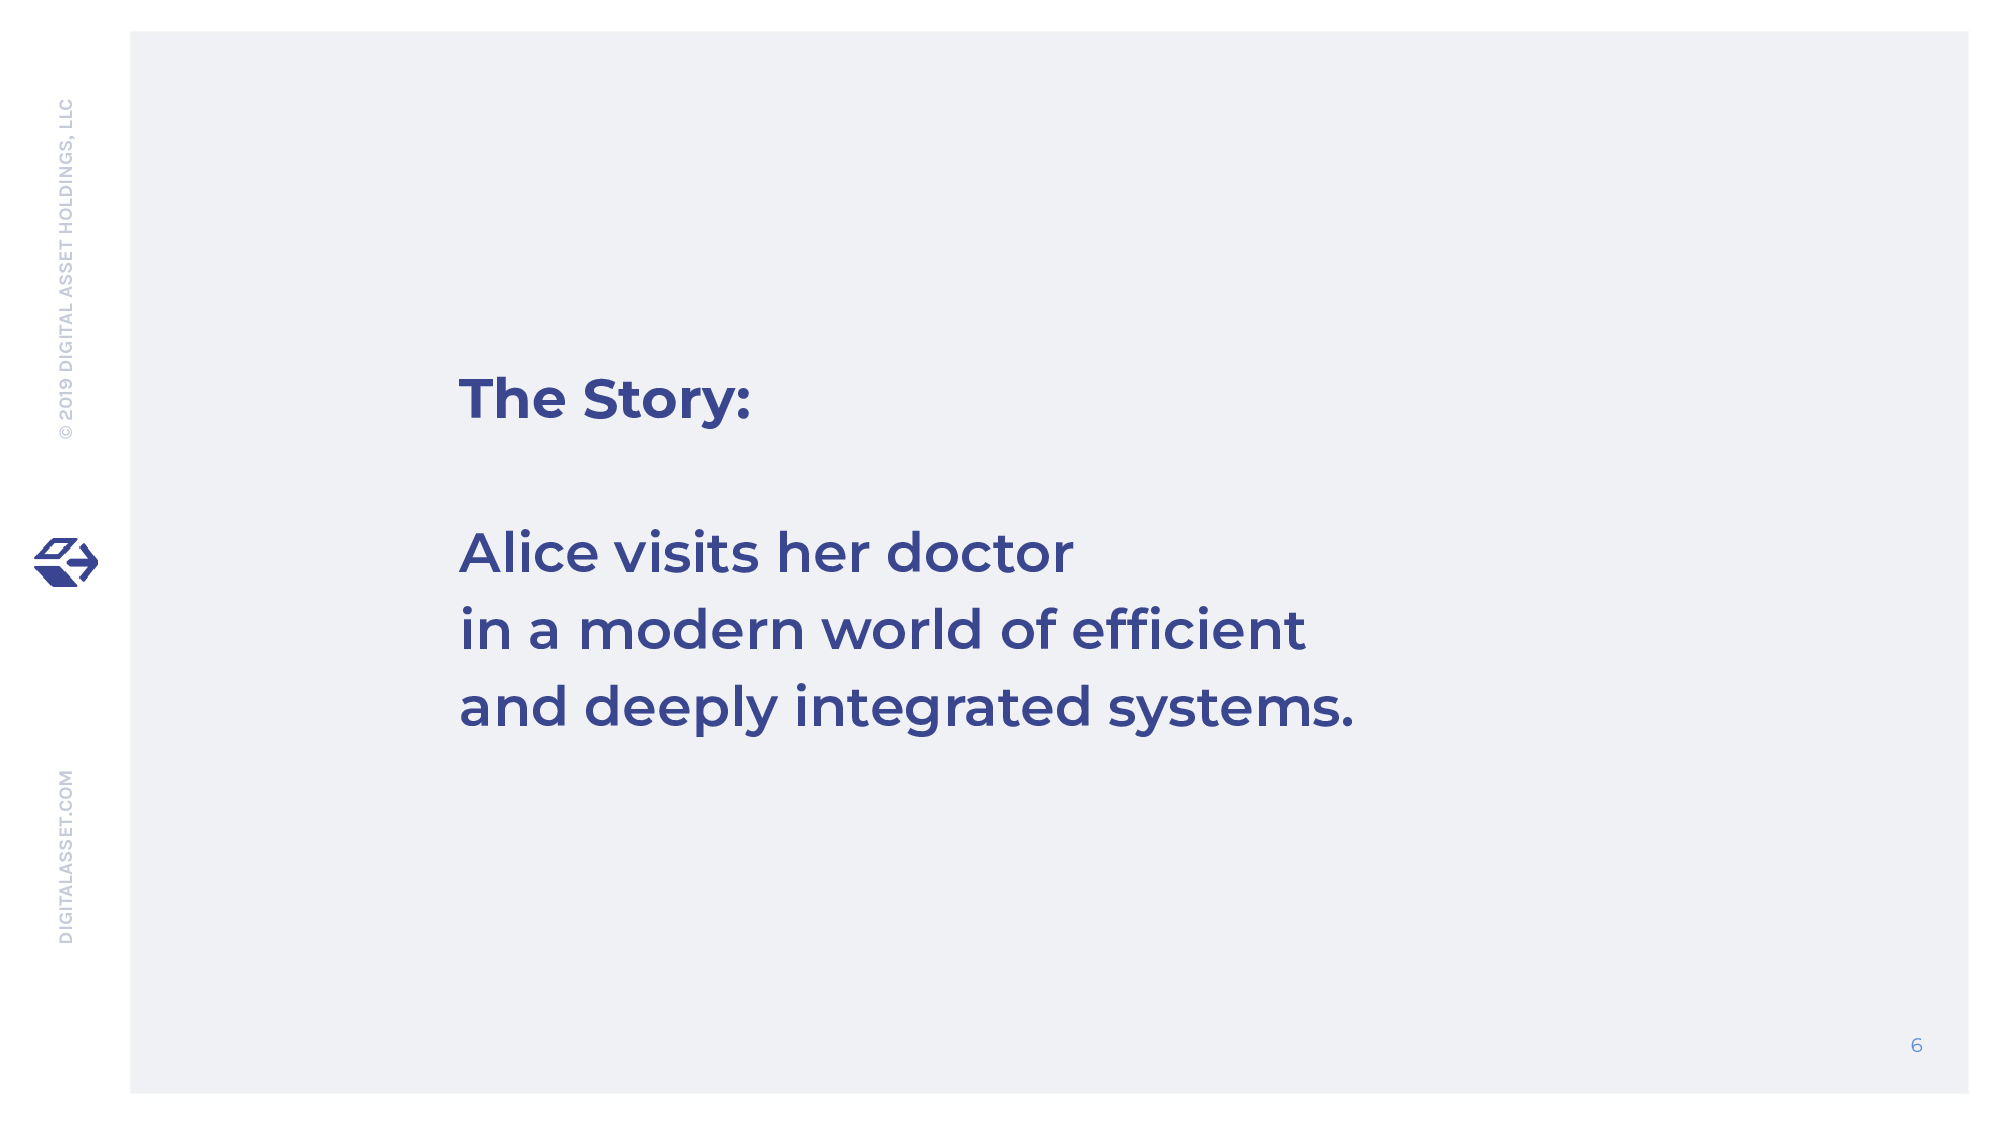 © 2019 DIGITAL ASSET HOLDINGS, LLC
DIGITALASSET.COM
The Story:
Alice visits her doctor
in a modern world of efficient
and deeply integrated systems.
6